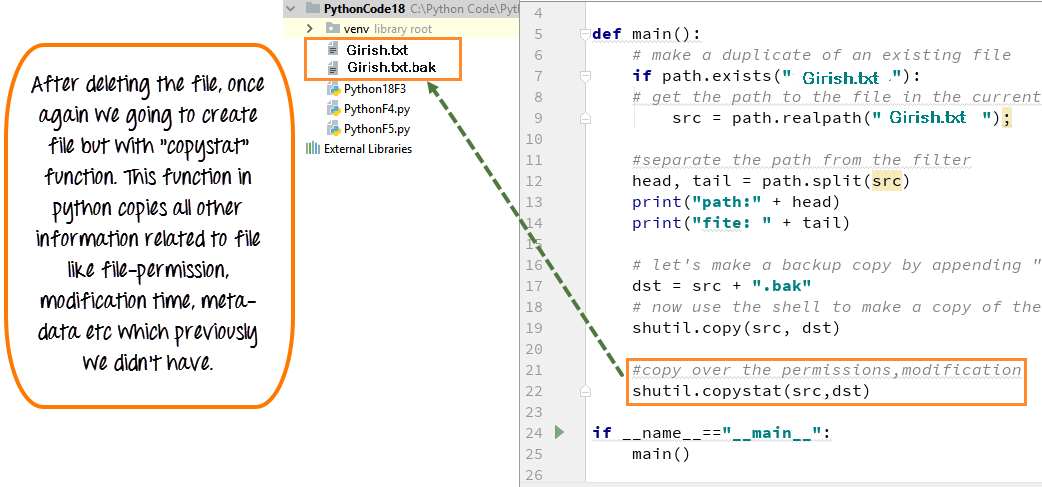 After deleting the file, once
again we going to create
file but with "copystat"
function. This function in
python copies all other
information related to file
like file-permission,
modification time, meta-
data etc which previously
we didn't have.
PythonCode18 C:\Python Code\Pyth
venv library root
Girish.txt
Girish.txt.bak
Python18F3
PythonF4.py
PythonF5.py
External Libraries
4
5 def main():
6 # make a duplicate of an existing file
7 if path.exists(" Girish.txt "):
8 # get the path to the file in the current
9 src = path.realpath(" Girish.txt ");
10
11 #separate the path from the filter
12 head, tail = path.split(src)
13 print("path:" + head)
14 print("fite: " + tail)
15
16 # let's make a backup copy by appending "
17 dst = src + ".bak"
18 # now use the shell to make a copy of the
19 shutil.copy(src, dst)
20
21 #copy over the permissions,modification
22 shutil.copystat(src,dst)
23
24 if __name__=="__main__":
25 main()
26